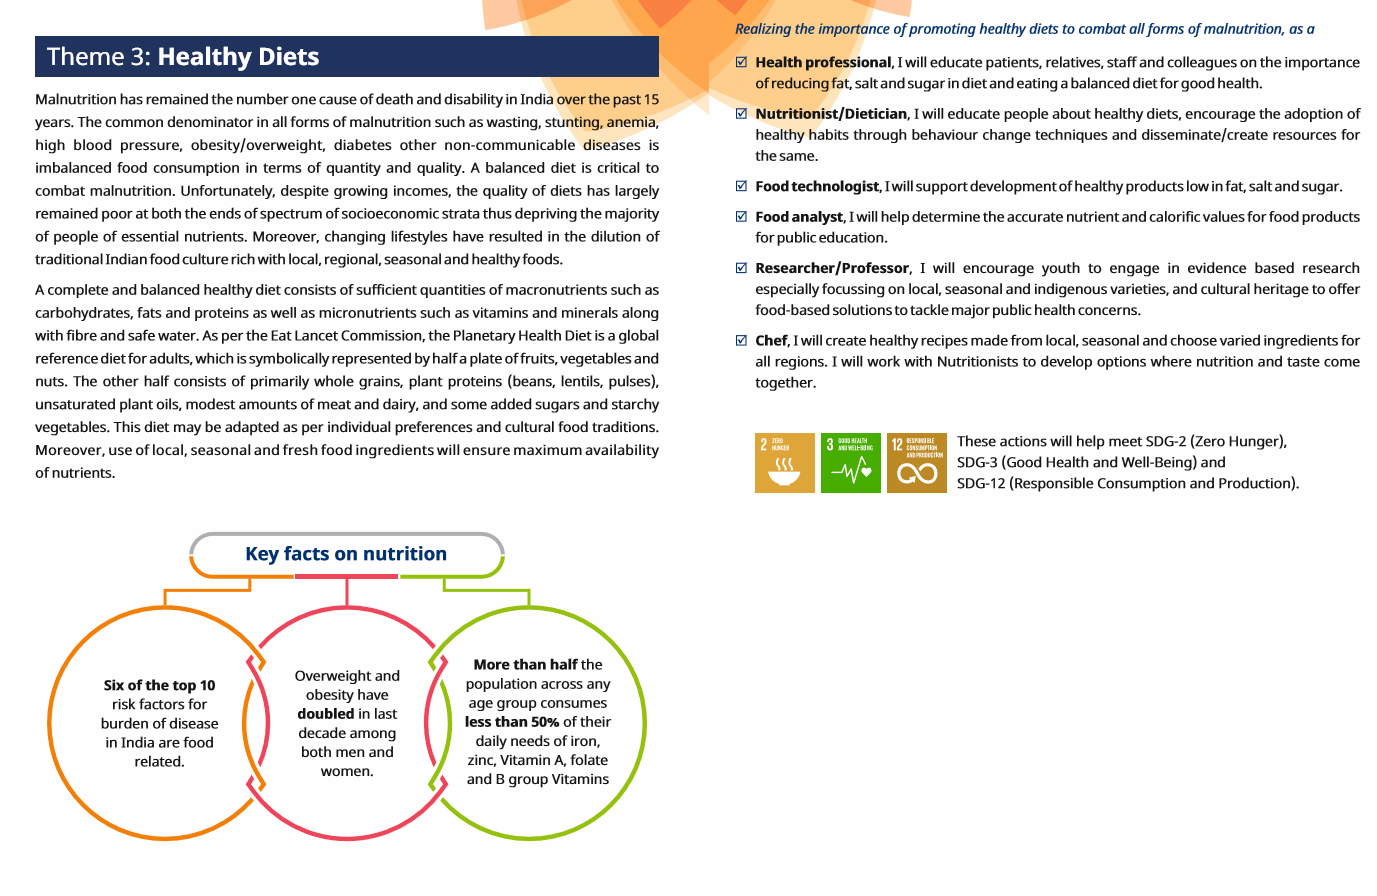 Theme 3: Healthy Diets
Malnutrition has remained the number one cause of death and disability in India over the past 15
years. The common denominator in all forms of malnutrition such as wasting, stunting, anemia,
high blood pressure, obesity/overweight, diabetes other non-communicable diseases is
imbalanced food consumption in terms of quantity and quality. A balanced diet is critical to
combat malnutrition. Unfortunately, despite growing incomes, the quality of diets has largely
remained poor at both the ends of spectrum of socioeconomic strata thus depriving the majority
of people of essential nutrients. Moreover, changing lifestyles have resulted in the dilution of
traditional Indian food culture rich with local, regional, seasonal and healthy foods.
A complete and balanced healthy diet consists of sufficient quantities of macronutrients such as
carbohydrates, fats and proteins as well as micronutrients such as vitamins and minerals along
with fibre and safe water. As per the Eat Lancet Commission, the Planetary Health Diet is a global
reference diet for adults, which is symbolically represented by half a plate of fruits, vegetables and
nuts. The other half consists of primarily whole grains, plant proteins (beans, lentils, pulses),
unsaturated plant oils, modest amounts of meat and dairy, and some added sugars and starchy
vegetables. This diet may be adapted as per individual preferences and cultural food traditions.
Moreover, use of local, seasonal and fresh food ingredients will ensure maximum availability
of nutrients.
Key facts on nutrition
Six of the top 10
risk factors for
burden of disease
in India are food
related.
Overweight and
obesity have
doubled in last
decade among
both men and
women.
More than half the
population across any
age group consumes
less than 50% of their
daily needs of iron,
zinc, Vitamin A, folate
and B group Vitamins
Realizing the importance of promoting healthy diets to combat all forms of malnutrition, as a
Health professional, I will educate patients, relatives, staff and colleagues on the importance
of reducing fat, salt and sugar in diet and eating a balanced diet for good health.
Nutritionist/Dietician, I will educate people about healthy diets, encourage the adoption of
healthy habits through behaviour change techniques and disseminate/create resources for
the same.
Food technologist, I will support development of healthy products low in fat, salt and sugar.
Food analyst, I will help determine the accurate nutrient and calorific values for food products
for public education.
Researcher/Professor, I will encourage youth to engage in evidence based research
especially focussing on local, seasonal and indigenous varieties, and cultural heritage to offer
food-based solutions to tackle major public health concerns.
Chef, I will create healthy recipes made from local, seasonal and choose varied ingredients for
all regions. I will work with Nutritionists to develop options where nutrition and taste come
together.
2 ZERO
HUNGER
3 GOOD HEALTH
AND WELL-BEING
12 RESPONSIBLE
CONSUMPTION
AND PRODUCTION
These actions will help meet SDG-2 (Zero Hunger),
SDG-3 (Good Health and Well-Being) and
SDG-12 (Responsible Consumption and Production).